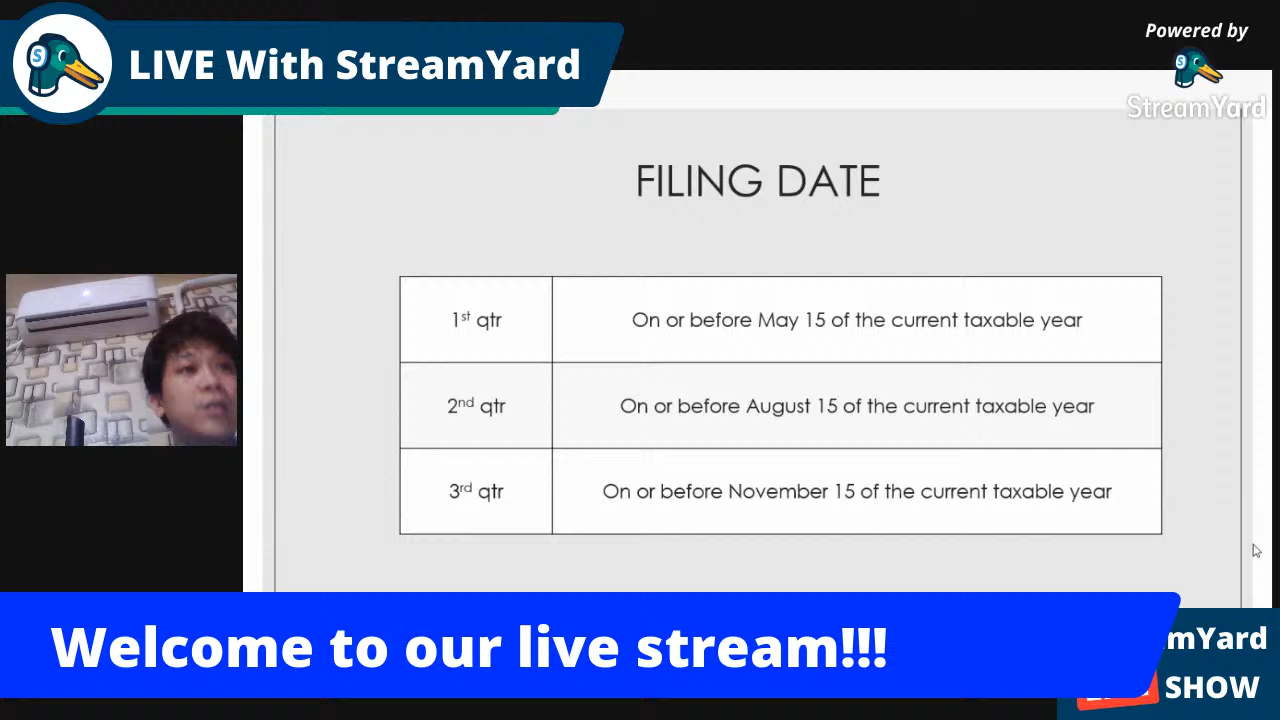 Powered by
LIVE With StreamYard
StreamYard
FILING DATE
1st qtr On or before May 15 of the current taxable year
2nd qtr On or before August 15 of the current taxable year
3rd qtr On or before November 15 of the current taxable year
Welcome to our live stream!!!
mYard
SHOW